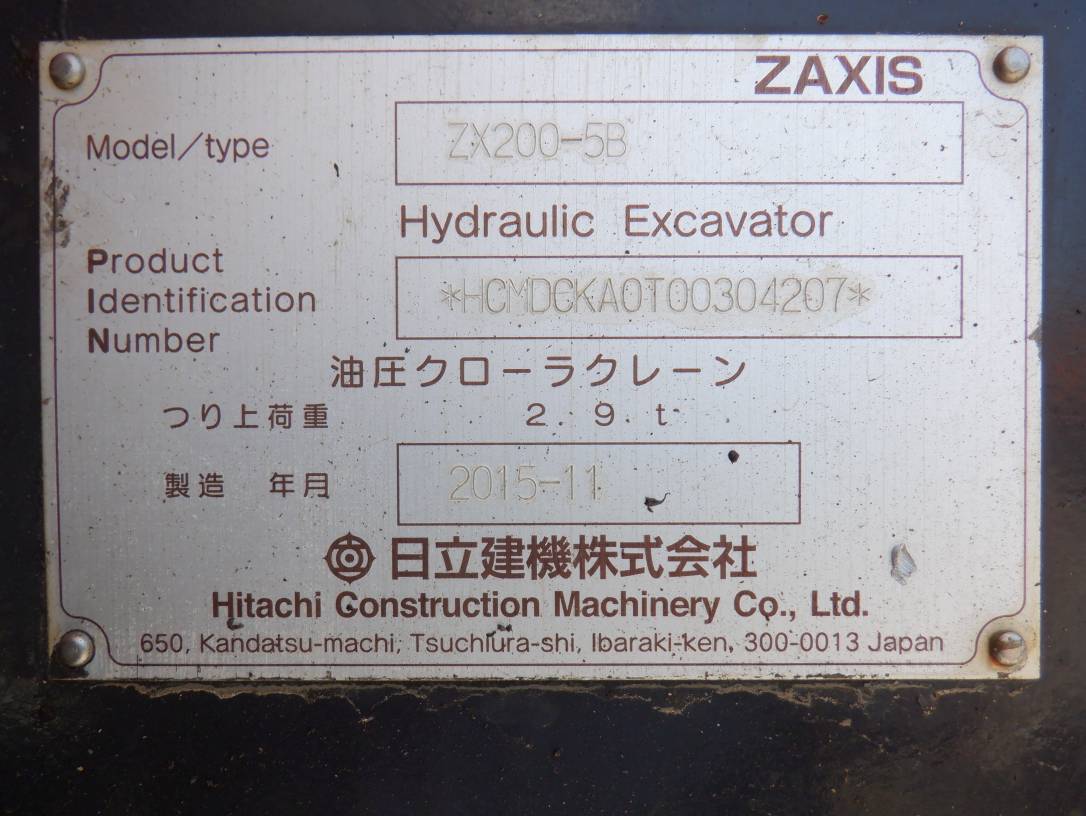 ZAXIS
Model/type ZX200-5B
Hydraulic Excavator
Product
Identification *HCMDCKA0T00304207*
Number
油圧クローラクレーン
つり上荷重 2.9 t
製造 年月 2015-11
日立建機株式会社
Hitachi Construction Machinery Co., Ltd.
650, Kandatsu-machi, Tsuchiura-shi, Ibaraki-ken, 300-0013 Japan